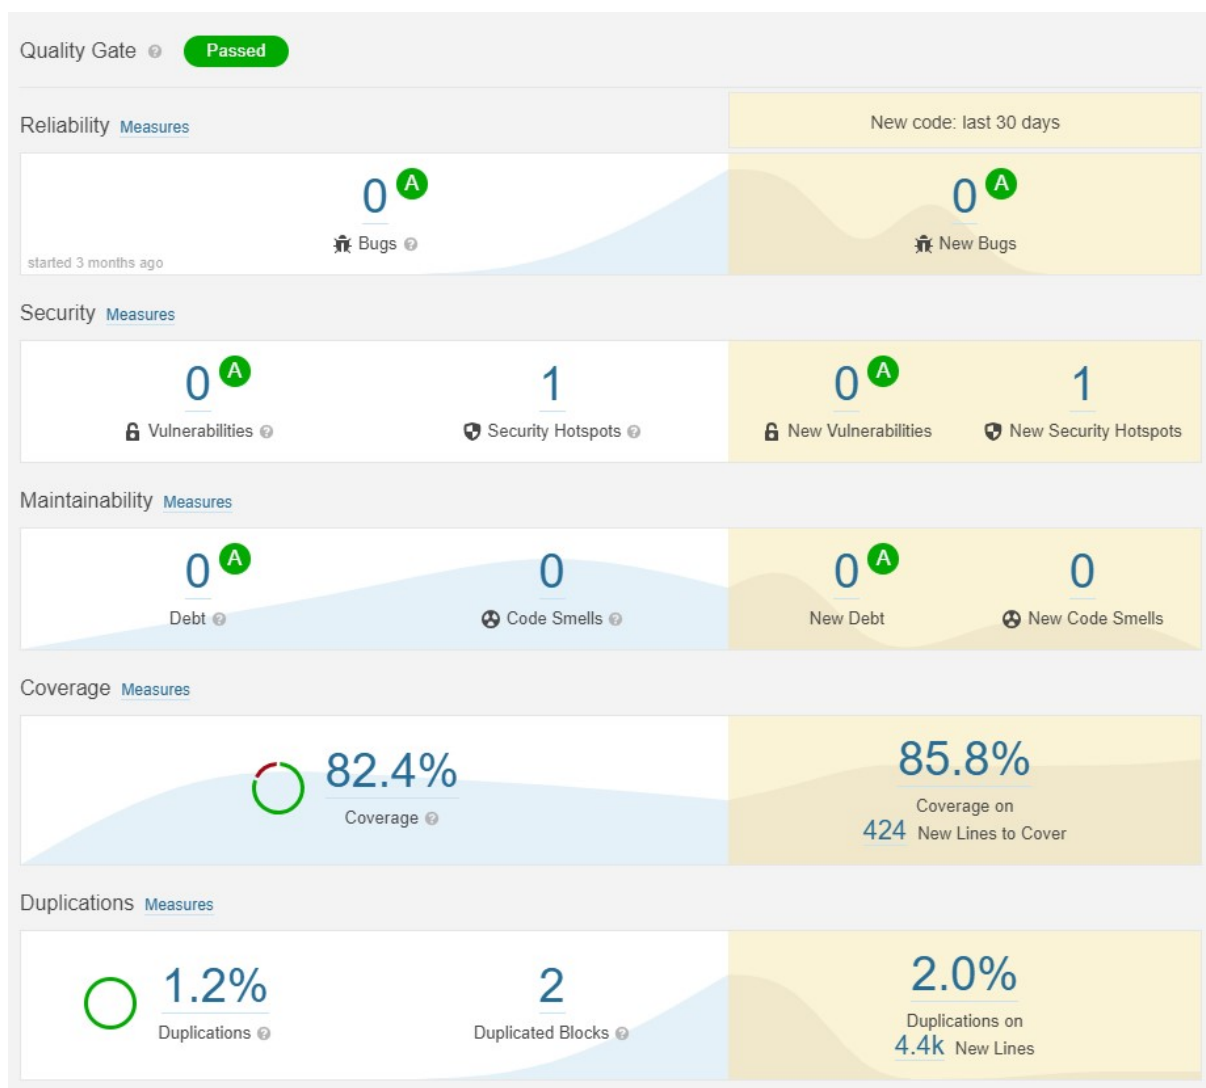 Quality Gate ? Passed
Reliability Measures
New code: last 30 days
0 A
0 A
Bugs ?
New Bugs
started 3 months ago
Security Measures
0 A
1
0 A
1
Vulnerabilities ?
Security Hotspots ?
New Vulnerabilities
New Security Hotspots
Maintainability Measures
0 A
0
0 A
0
Debt ?
Code Smells ?
New Debt
New Code Smells
Coverage Measures
82.4%
Coverage ?
85.8%
Coverage on
424 New Lines to Cover
Duplications Measures
1.2%
Duplications ?
2
Duplicated Blocks ?
2.0%
Duplications on
4.4k New Lines